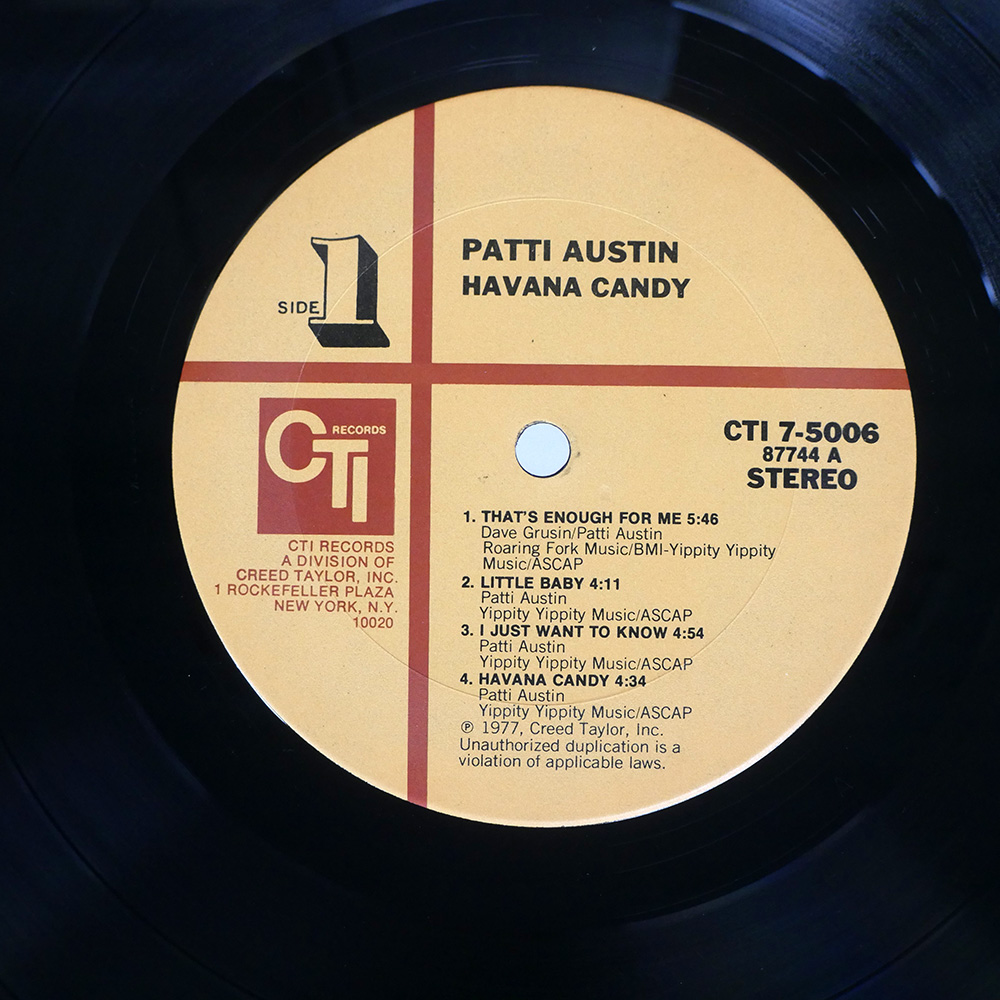 SIDE 1
PATTI AUSTIN
HAVANA CANDY
CTI RECORDS
CTI RECORDS
A DIVISION OF
CREED TAYLOR, INC.
1 ROCKEFELLER PLAZA
NEW YORK, N.Y.
10020
CTI 7-5006
87744 A
STEREO
1. THAT'S ENOUGH FOR ME 5:46
Dave Grusin/Patti Austin
Roaring Fork Music/BMI-Yippity Yippity
Music/ASCAP
2. LITTLE BABY 4:11
Patti Austin
Yippity Yippity Music/ASCAP
3. I JUST WANT TO KNOW 4:54
Patti Austin
Yippity Yippity Music/ASCAP
4. HAVANA CANDY 4:34
Patti Austin
Yippity Yippity Music/ASCAP
℗ 1977, Creed Taylor, Inc.
Unauthorized duplication is a
violation of applicable laws.